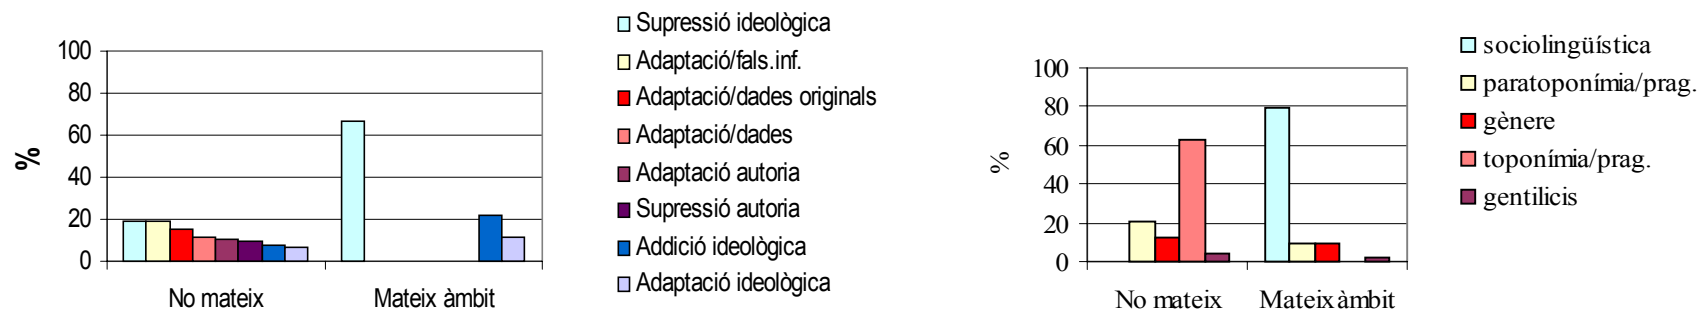 Supressió ideològica
Adaptació/fals.inf.
Adaptació/dades originals
Adaptació/dades
Adaptació autoria
Supressió autoria
Addició ideològica
Adaptació ideològica
100
80
60
40
20
0
%
No mateix
Mateix àmbit
sociolingüística
paratoponímia/prag.
gènere
toponímia/prag.
gentilicis
100
80
60
40
20
0
%
No mateix
Mateix àmbit